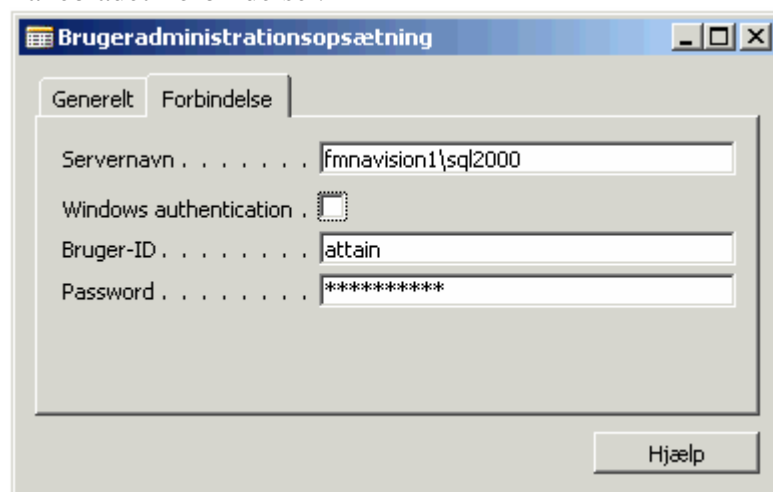 Brugeradministrationsopsætning
Generelt Forbindelse
Servernavn . . . . . . . fmnavision1\sql2000
Windows authentication .
Bruger-ID . . . . . . . . attain
Password . . . . . . . . **********
Hjælp